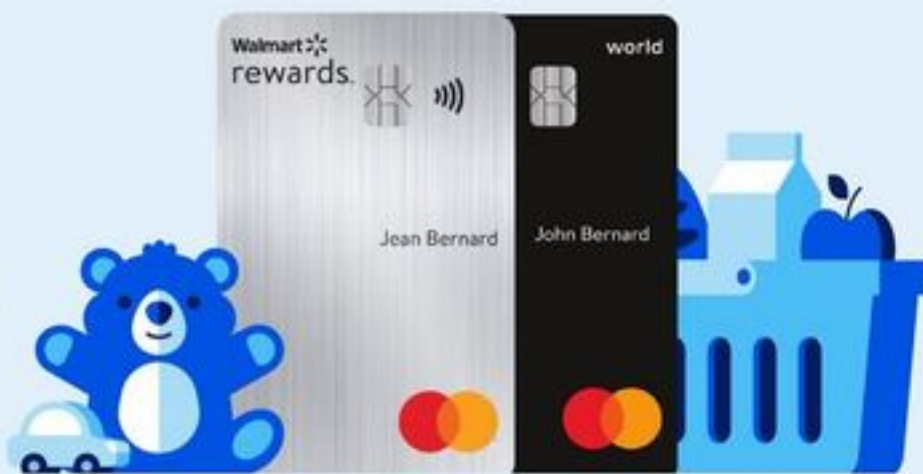 Walmart
rewards.
Jean Bernard
world
John Bernard